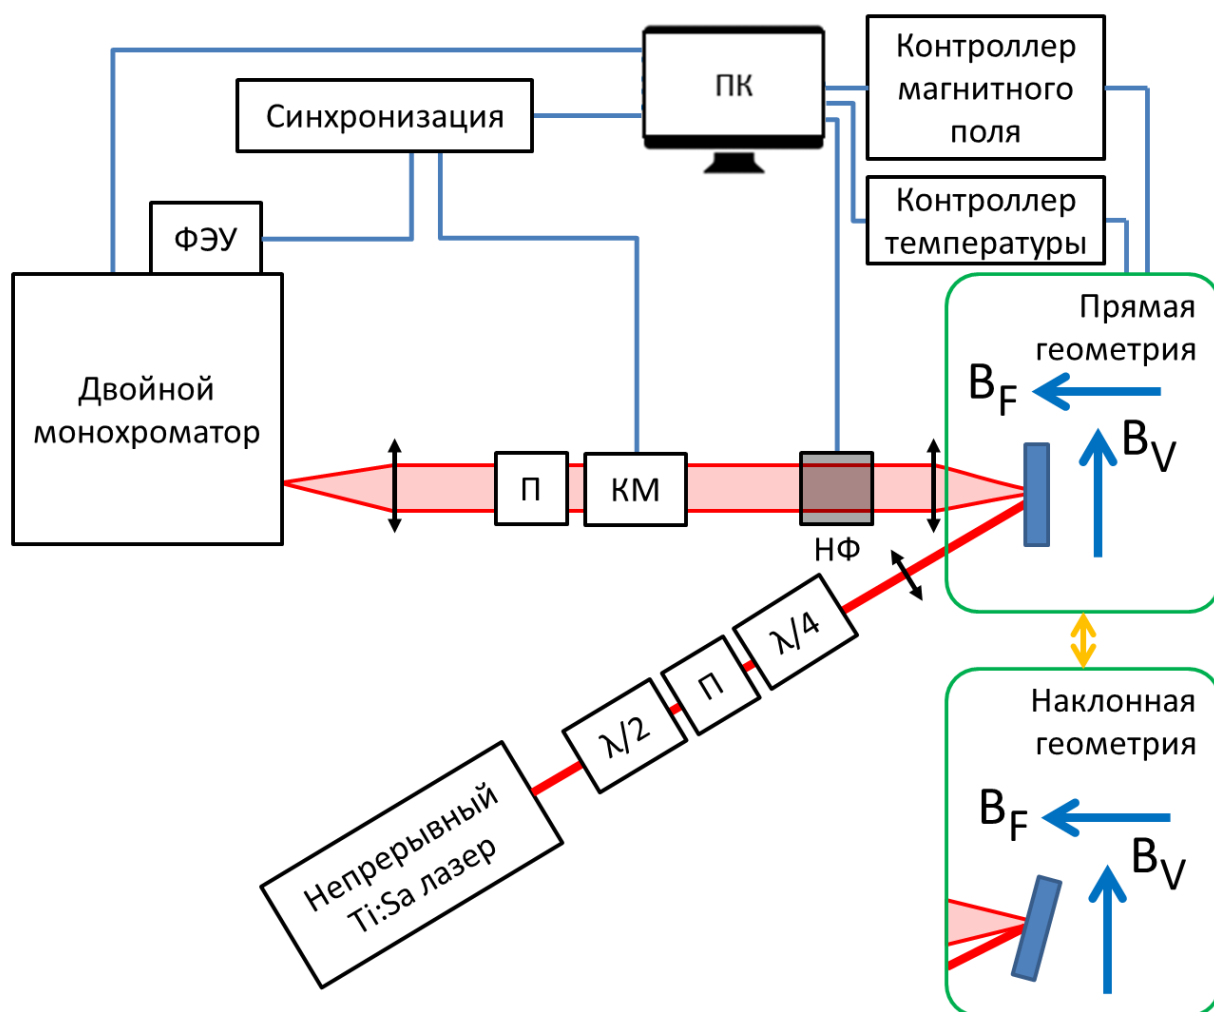 ПК
Контроллер
магнитного
поля
Синхронизация
Контроллер
температуры
ФЭУ
Двойной
монохроматор
Прямая
геометрия
B_F
B_V
П
КМ
НФ
λ/4
П
λ/2
Непрерывный
Ti:Sa лазер
Наклонная
геометрия
B_F
B_V